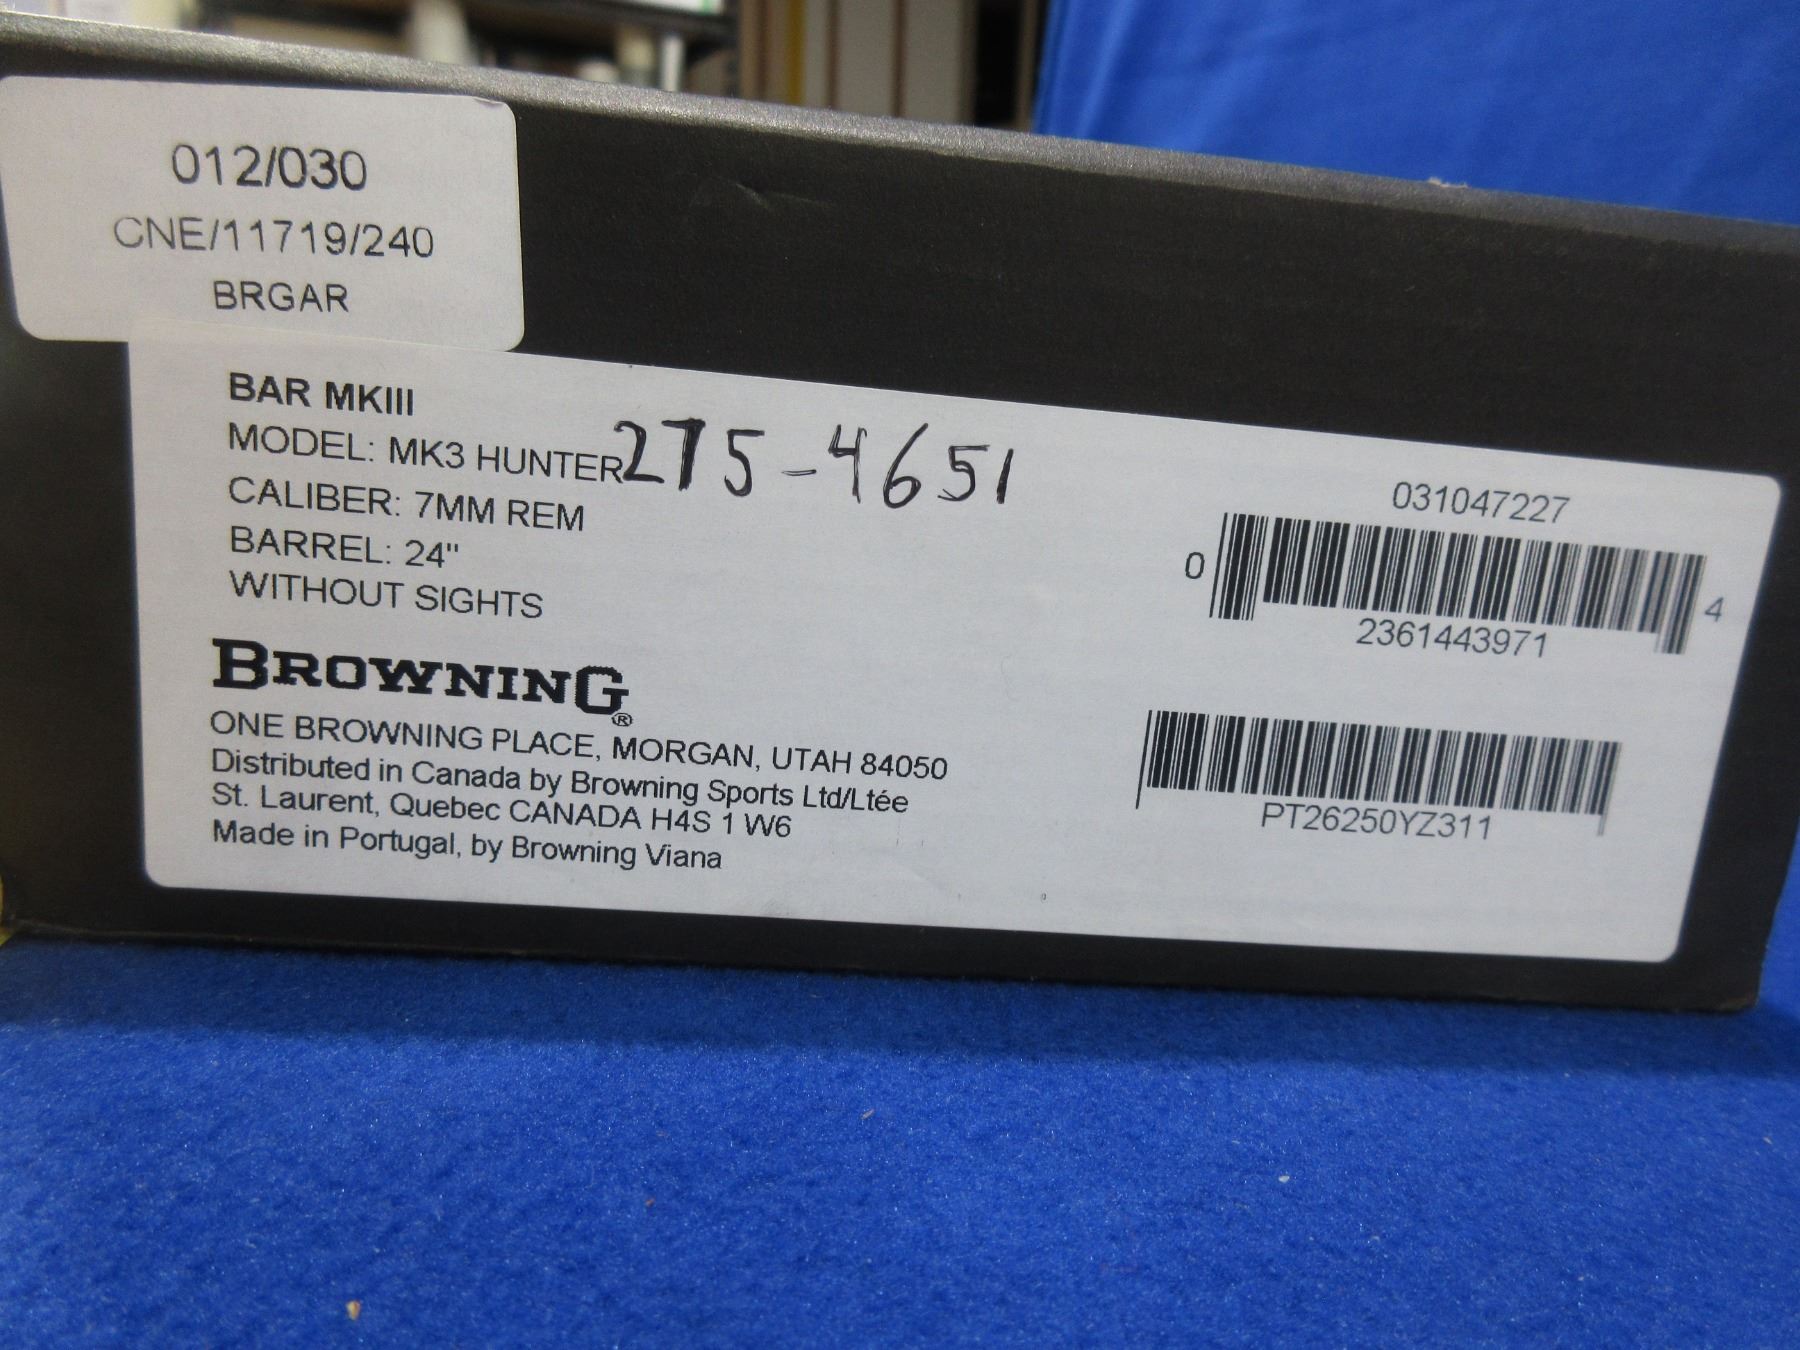 012/030
CNE/11719/240
BRGAR
BAR MKIII
MODEL: MK3 HUNTER 275-4651
CALIBER: 7MM REM
BARREL: 24"
WITHOUT SIGHTS
BROWNING®
ONE BROWNING PLACE, MORGAN, UTAH 84050
Distributed in Canada by Browning Sports Ltd/Ltée
St. Laurent, Quebec CANADA H4S 1 W6
Made in Portugal, by Browning Viana
031047227
0 2361443971 4
PT26250YZ311